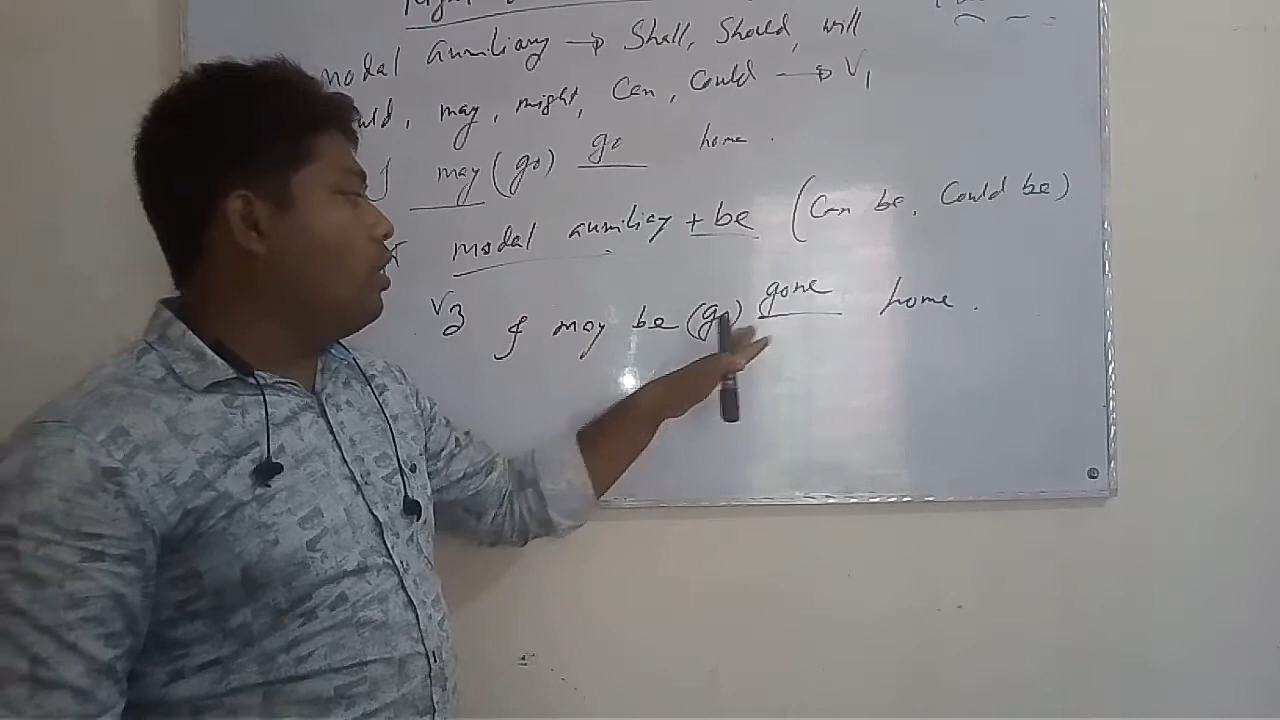 modal auxiliary → Shall, Should, will
may, might, Can, Could → V1
I may (go) go home.
modal auxiliay + be (Can be, Could be)
V3 I may be (go) gone home.